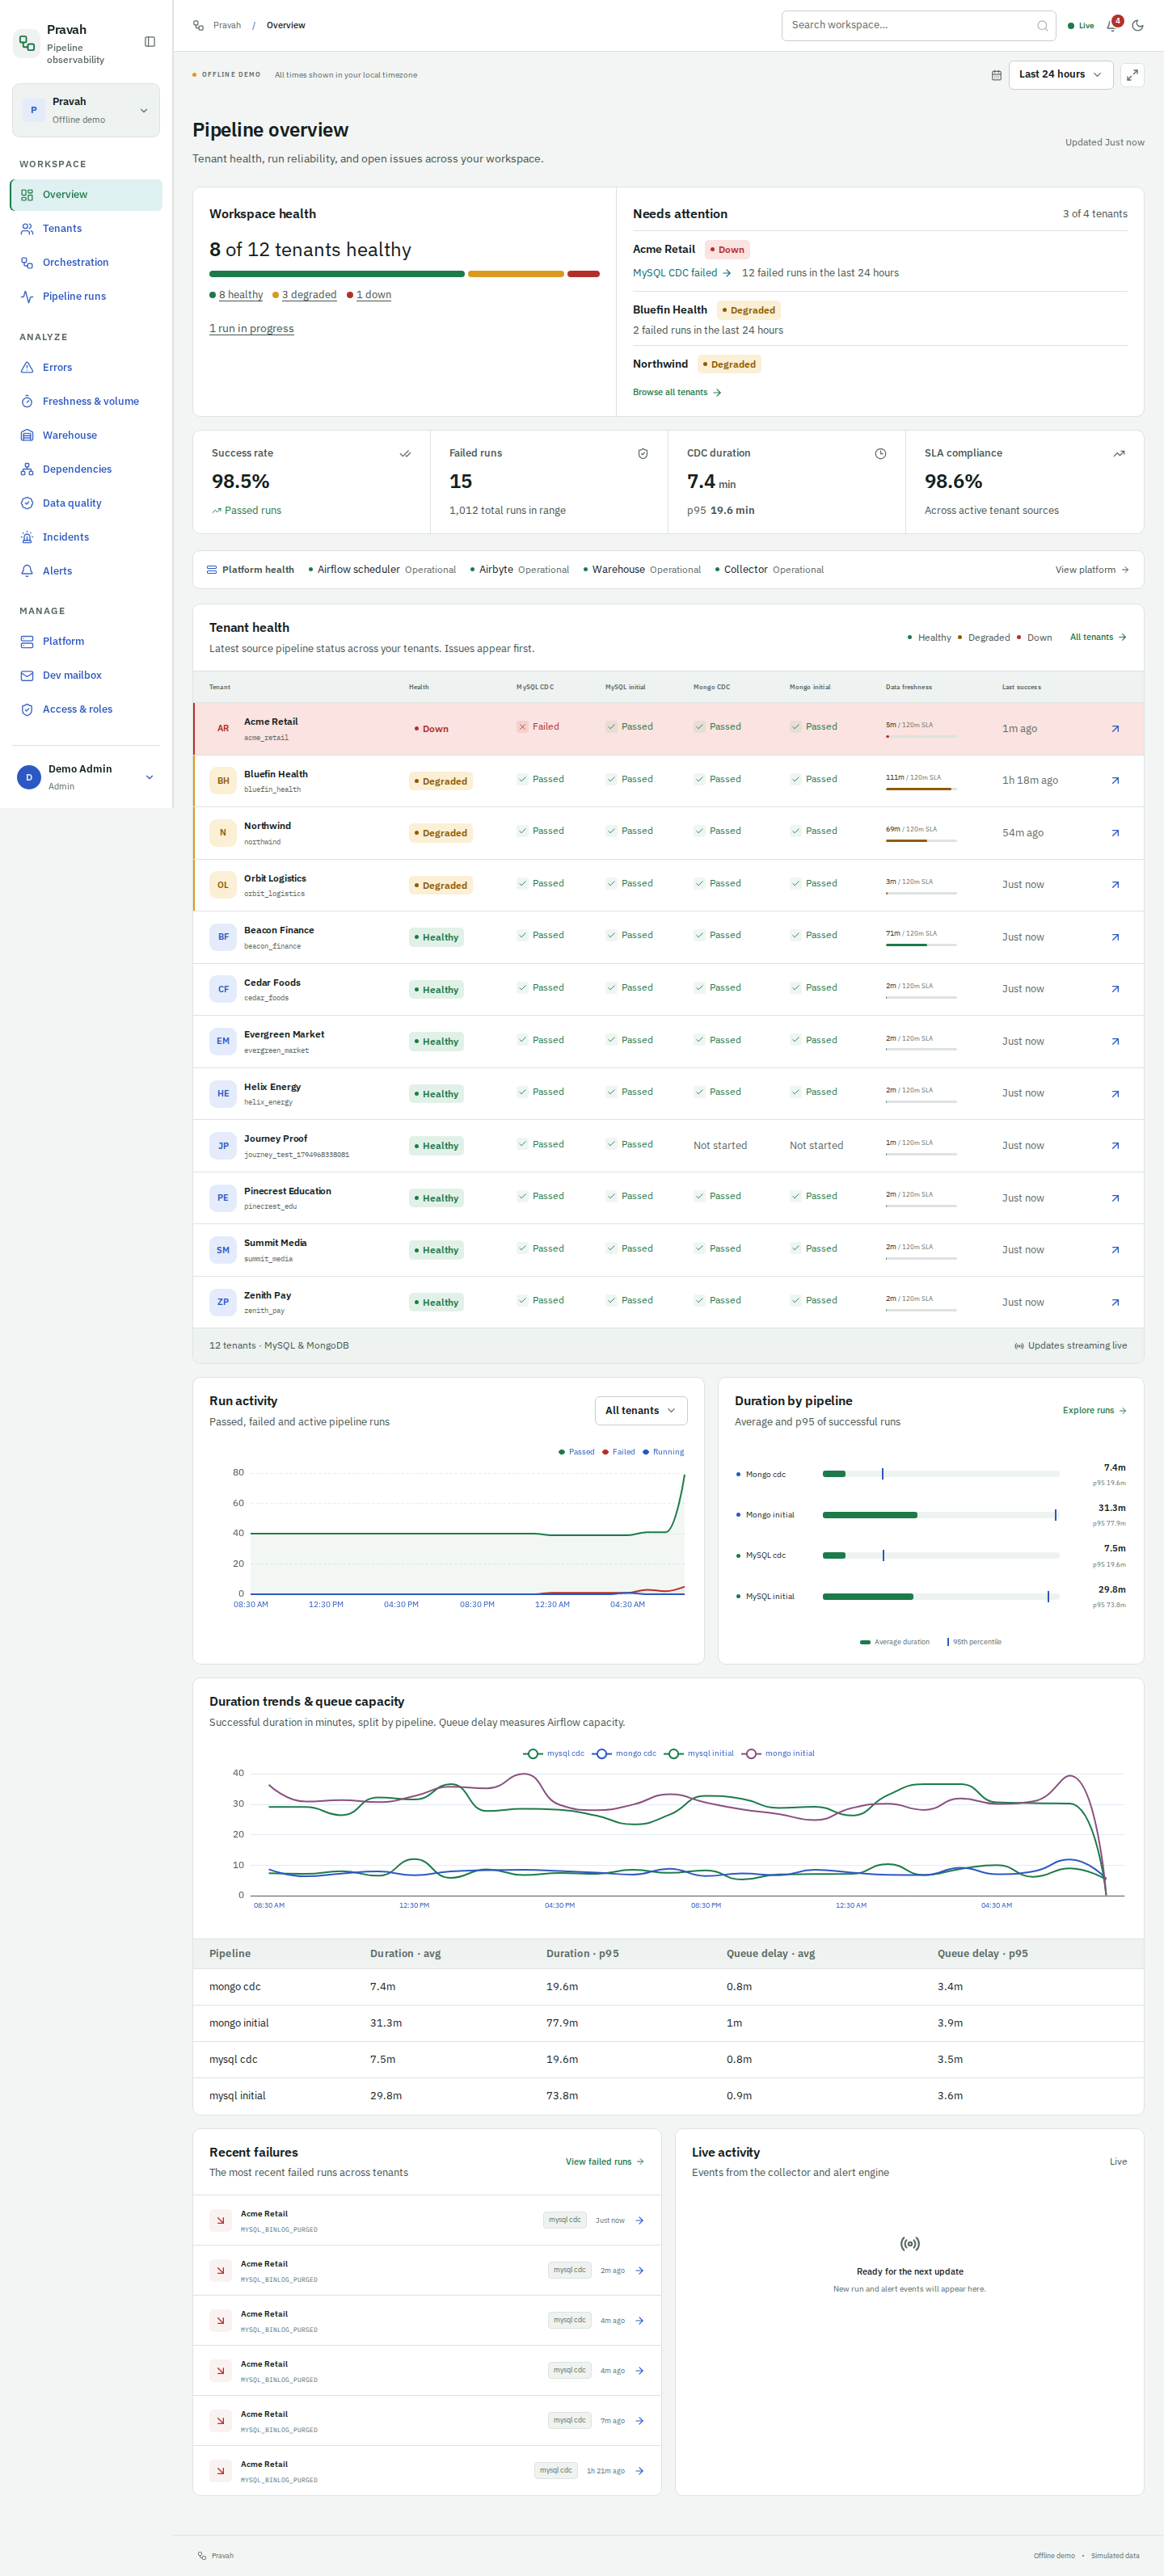 Pravah
Pipeline
observability
P
Pravah
Offline demo
WORKSPACE
Overview
Tenants
Orchestration
Pipeline runs
ANALYZE
Errors
Freshness & volume
Warehouse
Dependencies
Data quality
Incidents
Alerts
MANAGE
Platform
Dev mailbox
Access & roles
D
Demo Admin
Admin
Pravah / Overview
Search workspace...
Live
4
OFFLINE DEMO All times shown in your local timezone
Last 24 hours
Pipeline overview
Tenant health, run reliability, and open issues across your workspace.
Updated Just now
Workspace health
8 of 12 tenants healthy
8 healthy 3 degraded 1 down
1 run in progress
Needs attention 3 of 4 tenants
Acme Retail Down
MySQL CDC failed → 12 failed runs in the last 24 hours
Bluefin Health Degraded
2 failed runs in the last 24 hours
Northwind Degraded
Browse all tenants →
Success rate
98.5%
Passed runs
Failed runs
15
1,012 total runs in range
CDC duration
7.4 min
p95 19.6 min
SLA compliance
98.6%
Across active tenant sources
Platform health Airflow scheduler Operational Airbyte Operational Warehouse Operational Collector Operational View platform →
Tenant health
Latest source pipeline status across your tenants. Issues appear first.
Healthy Degraded Down All tenants →
Tenant Health MySQL CDC MySQL initial Mongo CDC Mongo initial Data freshness Last success
AR Acme Retail acme_retail Down Failed Passed Passed Passed 5m / 120m SLA 1m ago
BH Bluefin Health bluefin_health Degraded Passed Passed Passed Passed 111m / 120m SLA 1h 18m ago
N Northwind northwind Degraded Passed Passed Passed Passed 69m / 120m SLA 54m ago
OL Orbit Logistics orbit_logistics Degraded Passed Passed Passed Passed 3m / 120m SLA Just now
BF Beacon Finance beacon_finance Healthy Passed Passed Passed Passed 71m / 120m SLA Just now
CF Cedar Foods cedar_foods Healthy Passed Passed Passed Passed 2m / 120m SLA Just now
EM Evergreen Market evergreen_market Healthy Passed Passed Passed Passed 2m / 120m SLA Just now
HE Helix Energy helix_energy Healthy Passed Passed Passed Passed 2m / 120m SLA Just now
JP Journey Proof journey_test_1794968338081 Healthy Passed Passed Not started Not started 1m / 120m SLA Just now
PE Pinecrest Education pinecrest_edu Healthy Passed Passed Passed Passed 2m / 120m SLA Just now
SM Summit Media summit_media Healthy Passed Passed Passed Passed 2m / 120m SLA Just now
ZP Zenith Pay zenith_pay Healthy Passed Passed Passed Passed 2m / 120m SLA Just now
12 tenants · MySQL & MongoDB Updates streaming live
Run activity
Passed, failed and active pipeline runs
All tenants
Passed Failed Running
80
60
40
20
0
08:30 AM 12:30 PM 04:30 PM 08:30 PM 12:30 AM 04:30 AM
Duration by pipeline
Average and p95 of successful runs
Explore runs →
Mongo cdc 7.4m
p95 19.6m
Mongo initial 31.3m
p95 77.9m
MySQL cdc 7.5m
p95 19.6m
MySQL initial 29.8m
p95 73.8m
Average duration 95th percentile
Duration trends & queue capacity
Successful duration in minutes, split by pipeline. Queue delay measures Airflow capacity.
mysql cdc mongo cdc mysql initial mongo initial
40
30
20
10
0
08:30 AM 12:30 PM 04:30 PM 08:30 PM 12:30 AM 04:30 AM
Pipeline Duration · avg Duration · p95 Queue delay · avg Queue delay · p95
mongo cdc 7.4m 19.6m 0.8m 3.4m
mongo initial 31.3m 77.9m 1m 3.9m
mysql cdc 7.5m 19.6m 0.8m 3.5m
mysql initial 29.8m 73.8m 0.9m 3.6m
Recent failures
The most recent failed runs across tenants
View failed runs →
Acme Retail mysql cdc Just now
MYSQL_BINLOG_PURGED
Acme Retail mysql cdc 2m ago
MYSQL_BINLOG_PURGED
Acme Retail mysql cdc 4m ago
MYSQL_BINLOG_PURGED
Acme Retail mysql cdc 4m ago
MYSQL_BINLOG_PURGED
Acme Retail mysql cdc 7m ago
MYSQL_BINLOG_PURGED
Acme Retail mysql cdc 1h 21m ago
MYSQL_BINLOG_PURGED
Live activity
Events from the collector and alert engine
Live
Ready for the next update
New run and alert events will appear here.
Pravah
Offline demo • Simulated data